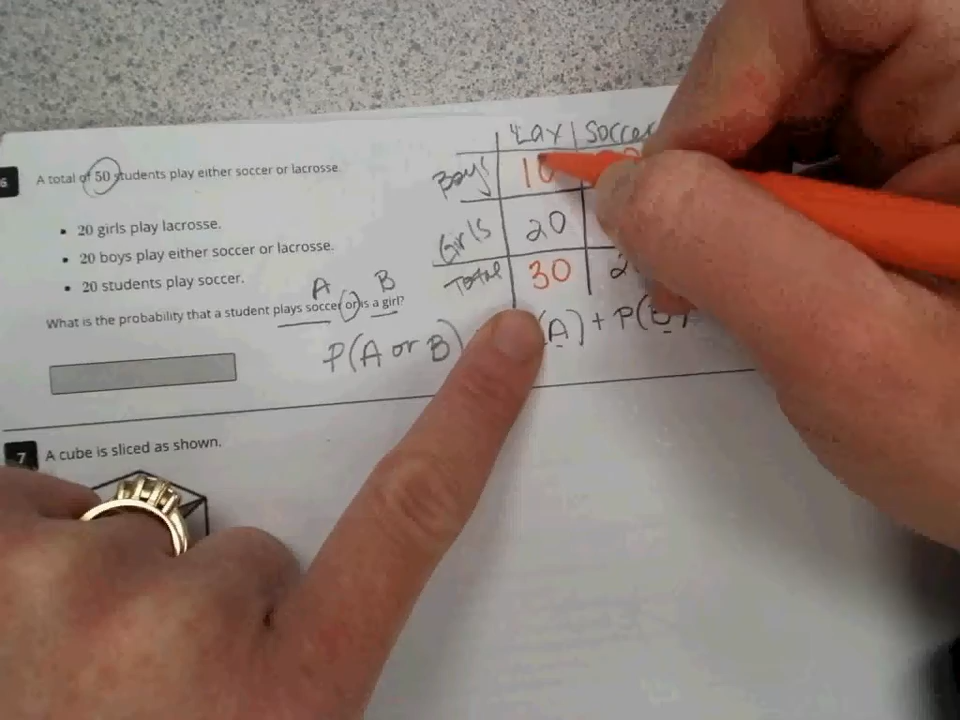 6
A total of 50 students play either soccer or lacrosse.
• 20 girls play lacrosse.
• 20 boys play either soccer or lacrosse.
• 20 students play soccer.
A B
What is the probability that a student plays soccer or is a girl?
Lax Soccer
Boys 10
Girls 20
Total 30 2
P(A or B) (A) + P(B)
7
A cube is sliced as shown.